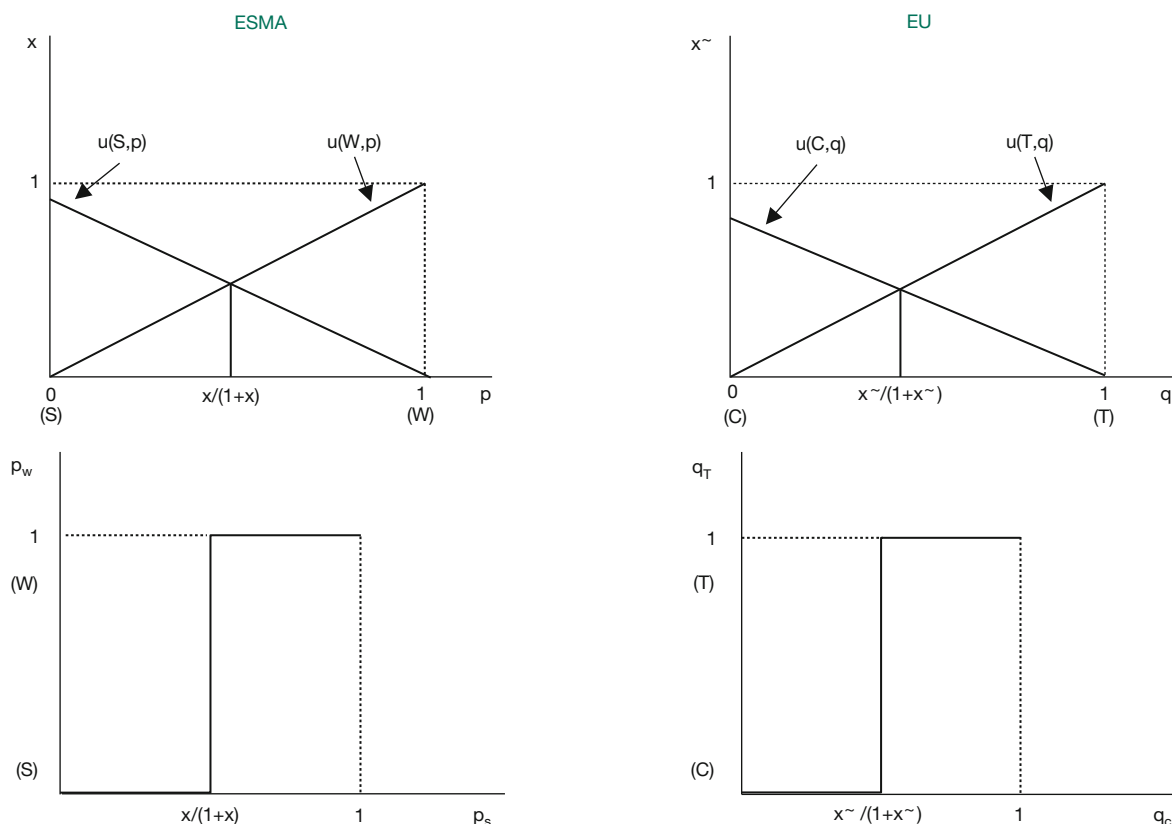 ESMA
x
u(S,p)
u(W,p)
1
0
x/(1+x)
1
p
(S)
(W)
EU
x~
u(C,q)
u(T,q)
1
0
x~/(1+x~)
1
q
(C)
(T)
pw
1
(W)
(S)
x/(1+x)
1
ps
qT
1
(T)
(C)
x~ /(1+x~)
1
qc